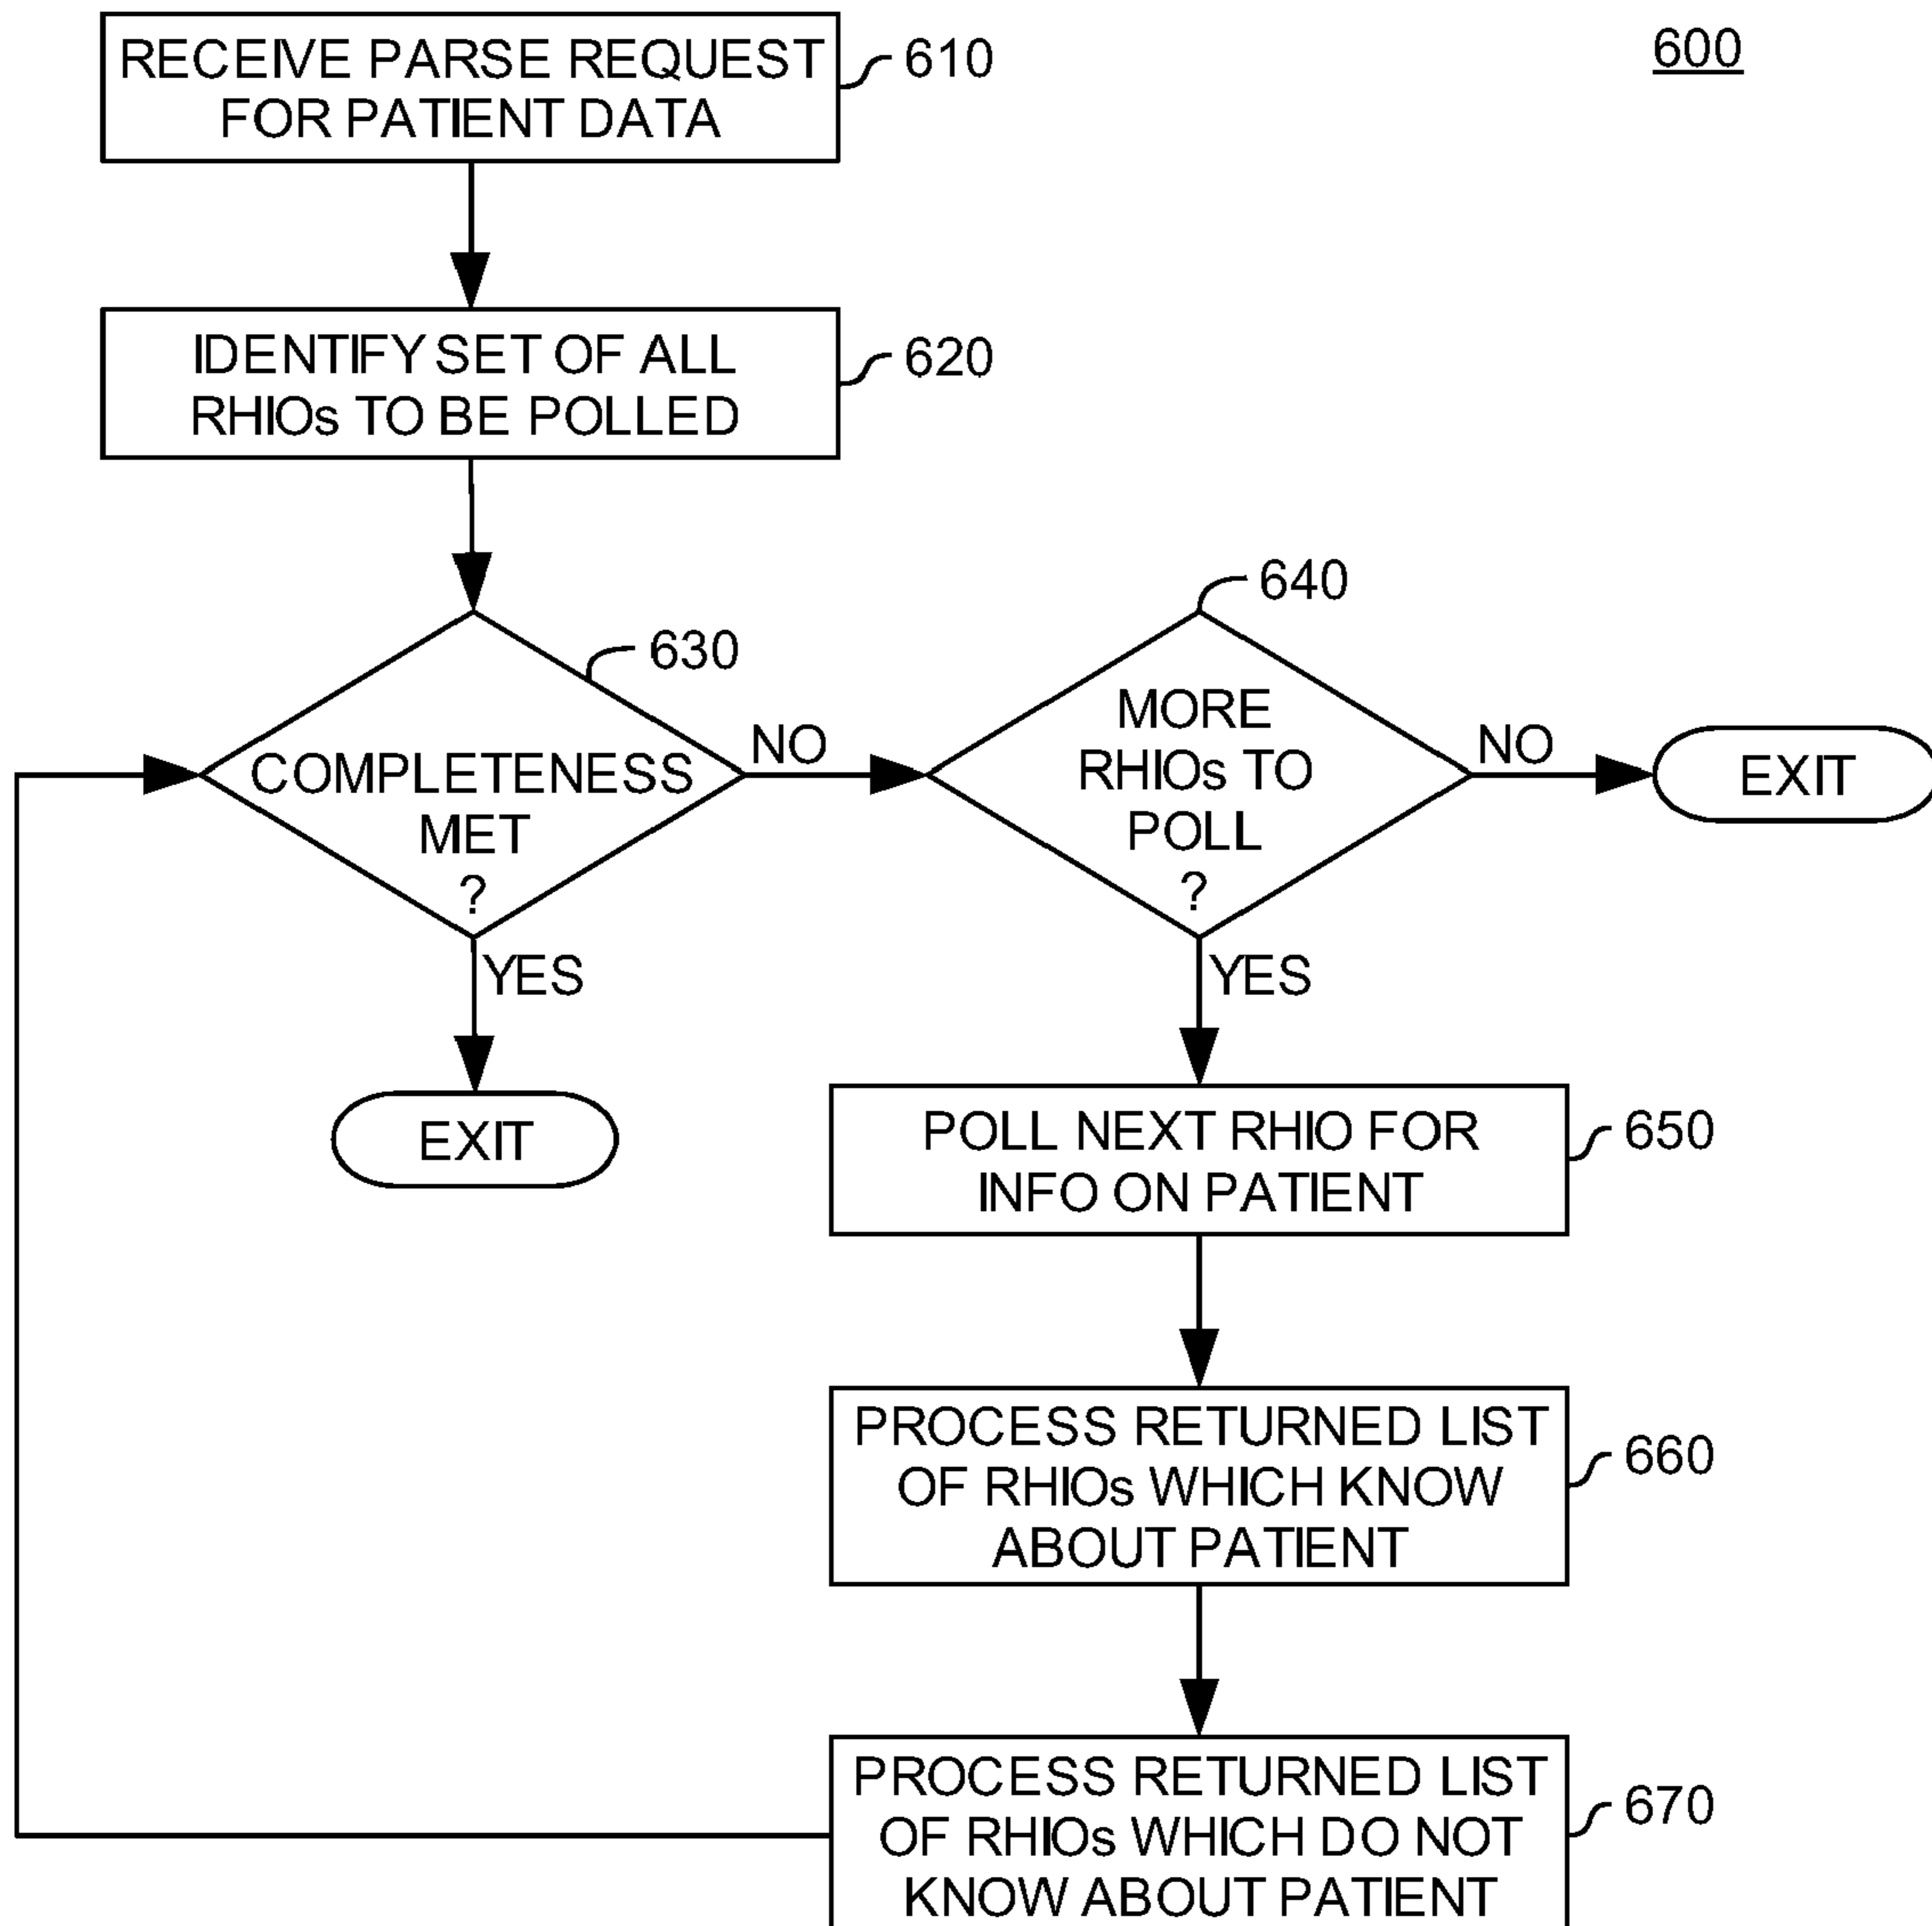 RECEIVE PARSE REQUEST
FOR PATIENT DATA
610
600
IDENTIFY SET OF ALL
RHIOs TO BE POLLED
620
630
COMPLETENESS
MET
?
NO
YES
EXIT
640
MORE
RHIOs TO
POLL
?
NO
EXIT
YES
POLL NEXT RHIO FOR
INFO ON PATIENT
650
PROCESS RETURNED LIST
OF RHIOs WHICH KNOW
ABOUT PATIENT
660
PROCESS RETURNED LIST
OF RHIOs WHICH DO NOT
KNOW ABOUT PATIENT
670